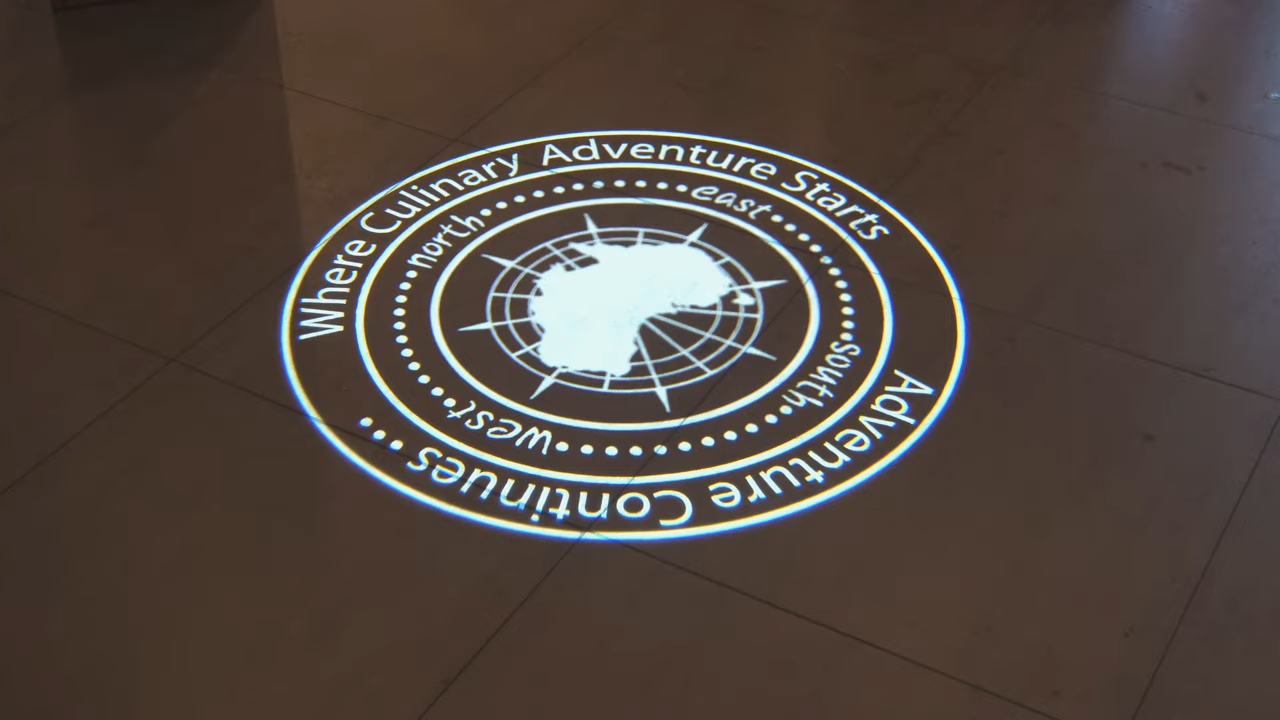 Where Culinary Adventure Starts
Adventure Continues ...
north
east
south
west